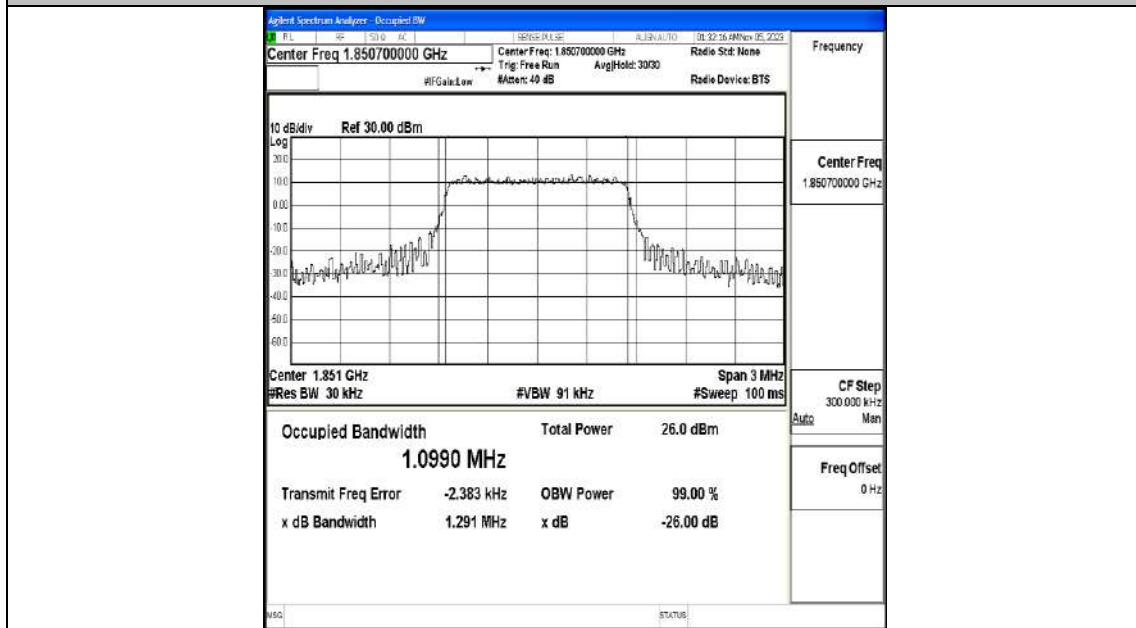 Agilent Spectrum Analyzer - Occupied BW
RL RF 50 Ω AC SENSE:PULSE ALIGN AUTO 01:32:16 AM Nov 05, 2023
Center Freq 1.850700000 GHz
Center Freq: 1.850700000 GHz
Radio Std: None
Trig: Free Run Avg|Hold: 30/30
#IFGain:Low #Atten: 40 dB Radio Device: BTS
10 dB/div Ref 30.00 dBm
Log
20.0
10.0
0.00
-10.0
-20.0
-30.0
-40.0
-50.0
-60.0
Center 1.851 GHz Span 3 MHz
#Res BW 30 kHz #VBW 91 kHz #Sweep 100 ms
Occupied Bandwidth Total Power 26.0 dBm
1.0990 MHz
Transmit Freq Error -2.383 kHz OBW Power 99.00 %
x dB Bandwidth 1.291 MHz x dB -26.00 dB
MSG STATUS
Frequency
Center Freq
1.850700000 GHz
CF Step
300.000 kHz
Auto Man
Freq Offset
0 Hz